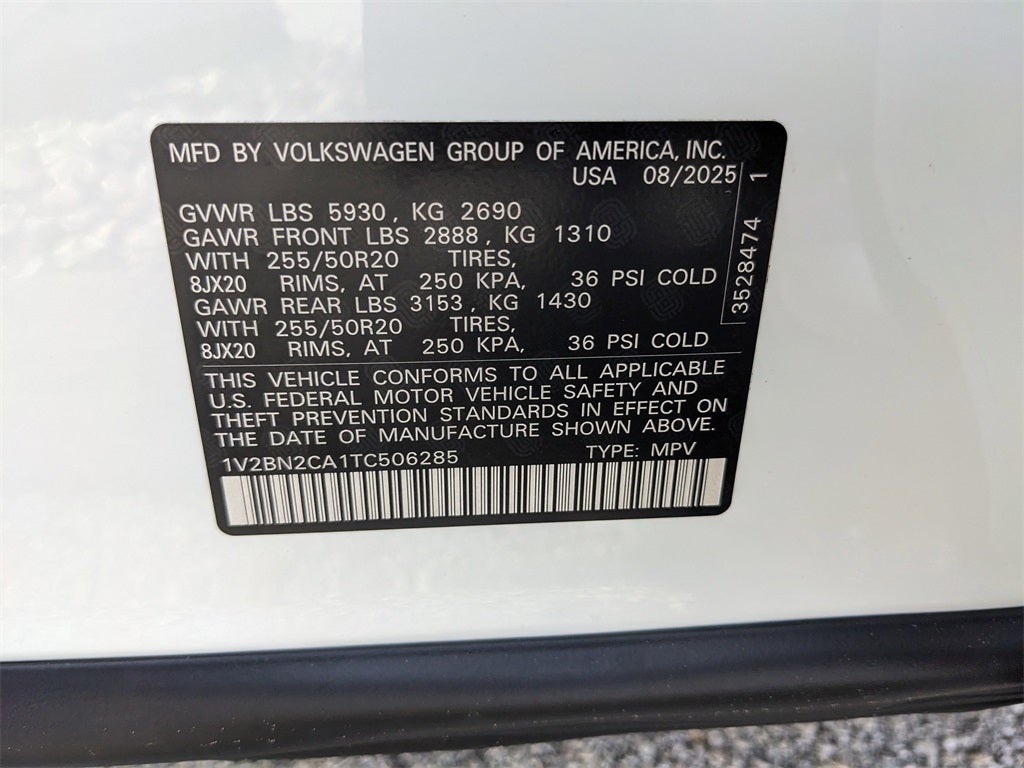 MFD BY VOLKSWAGEN GROUP OF AMERICA, INC.
USA 08/2025
GVWR LBS 5930, KG 2690
GAWR FRONT LBS 2888, KG 1310
WITH 255/50R20 TIRES,
8JX20 RIMS, AT 250 KPA, 36 PSI COLD
GAWR REAR LBS 3153, KG 1430
WITH 255/50R20 TIRES,
8JX20 RIMS, AT 250 KPA, 36 PSI COLD
3528474 1
THIS VEHICLE CONFORMS TO ALL APPLICABLE
U.S. FEDERAL MOTOR VEHICLE SAFETY AND
THEFT PREVENTION STANDARDS IN EFFECT ON
THE DATE OF MANUFACTURE SHOWN ABOVE.
1V2BN2CA1TC506285 TYPE: MPV